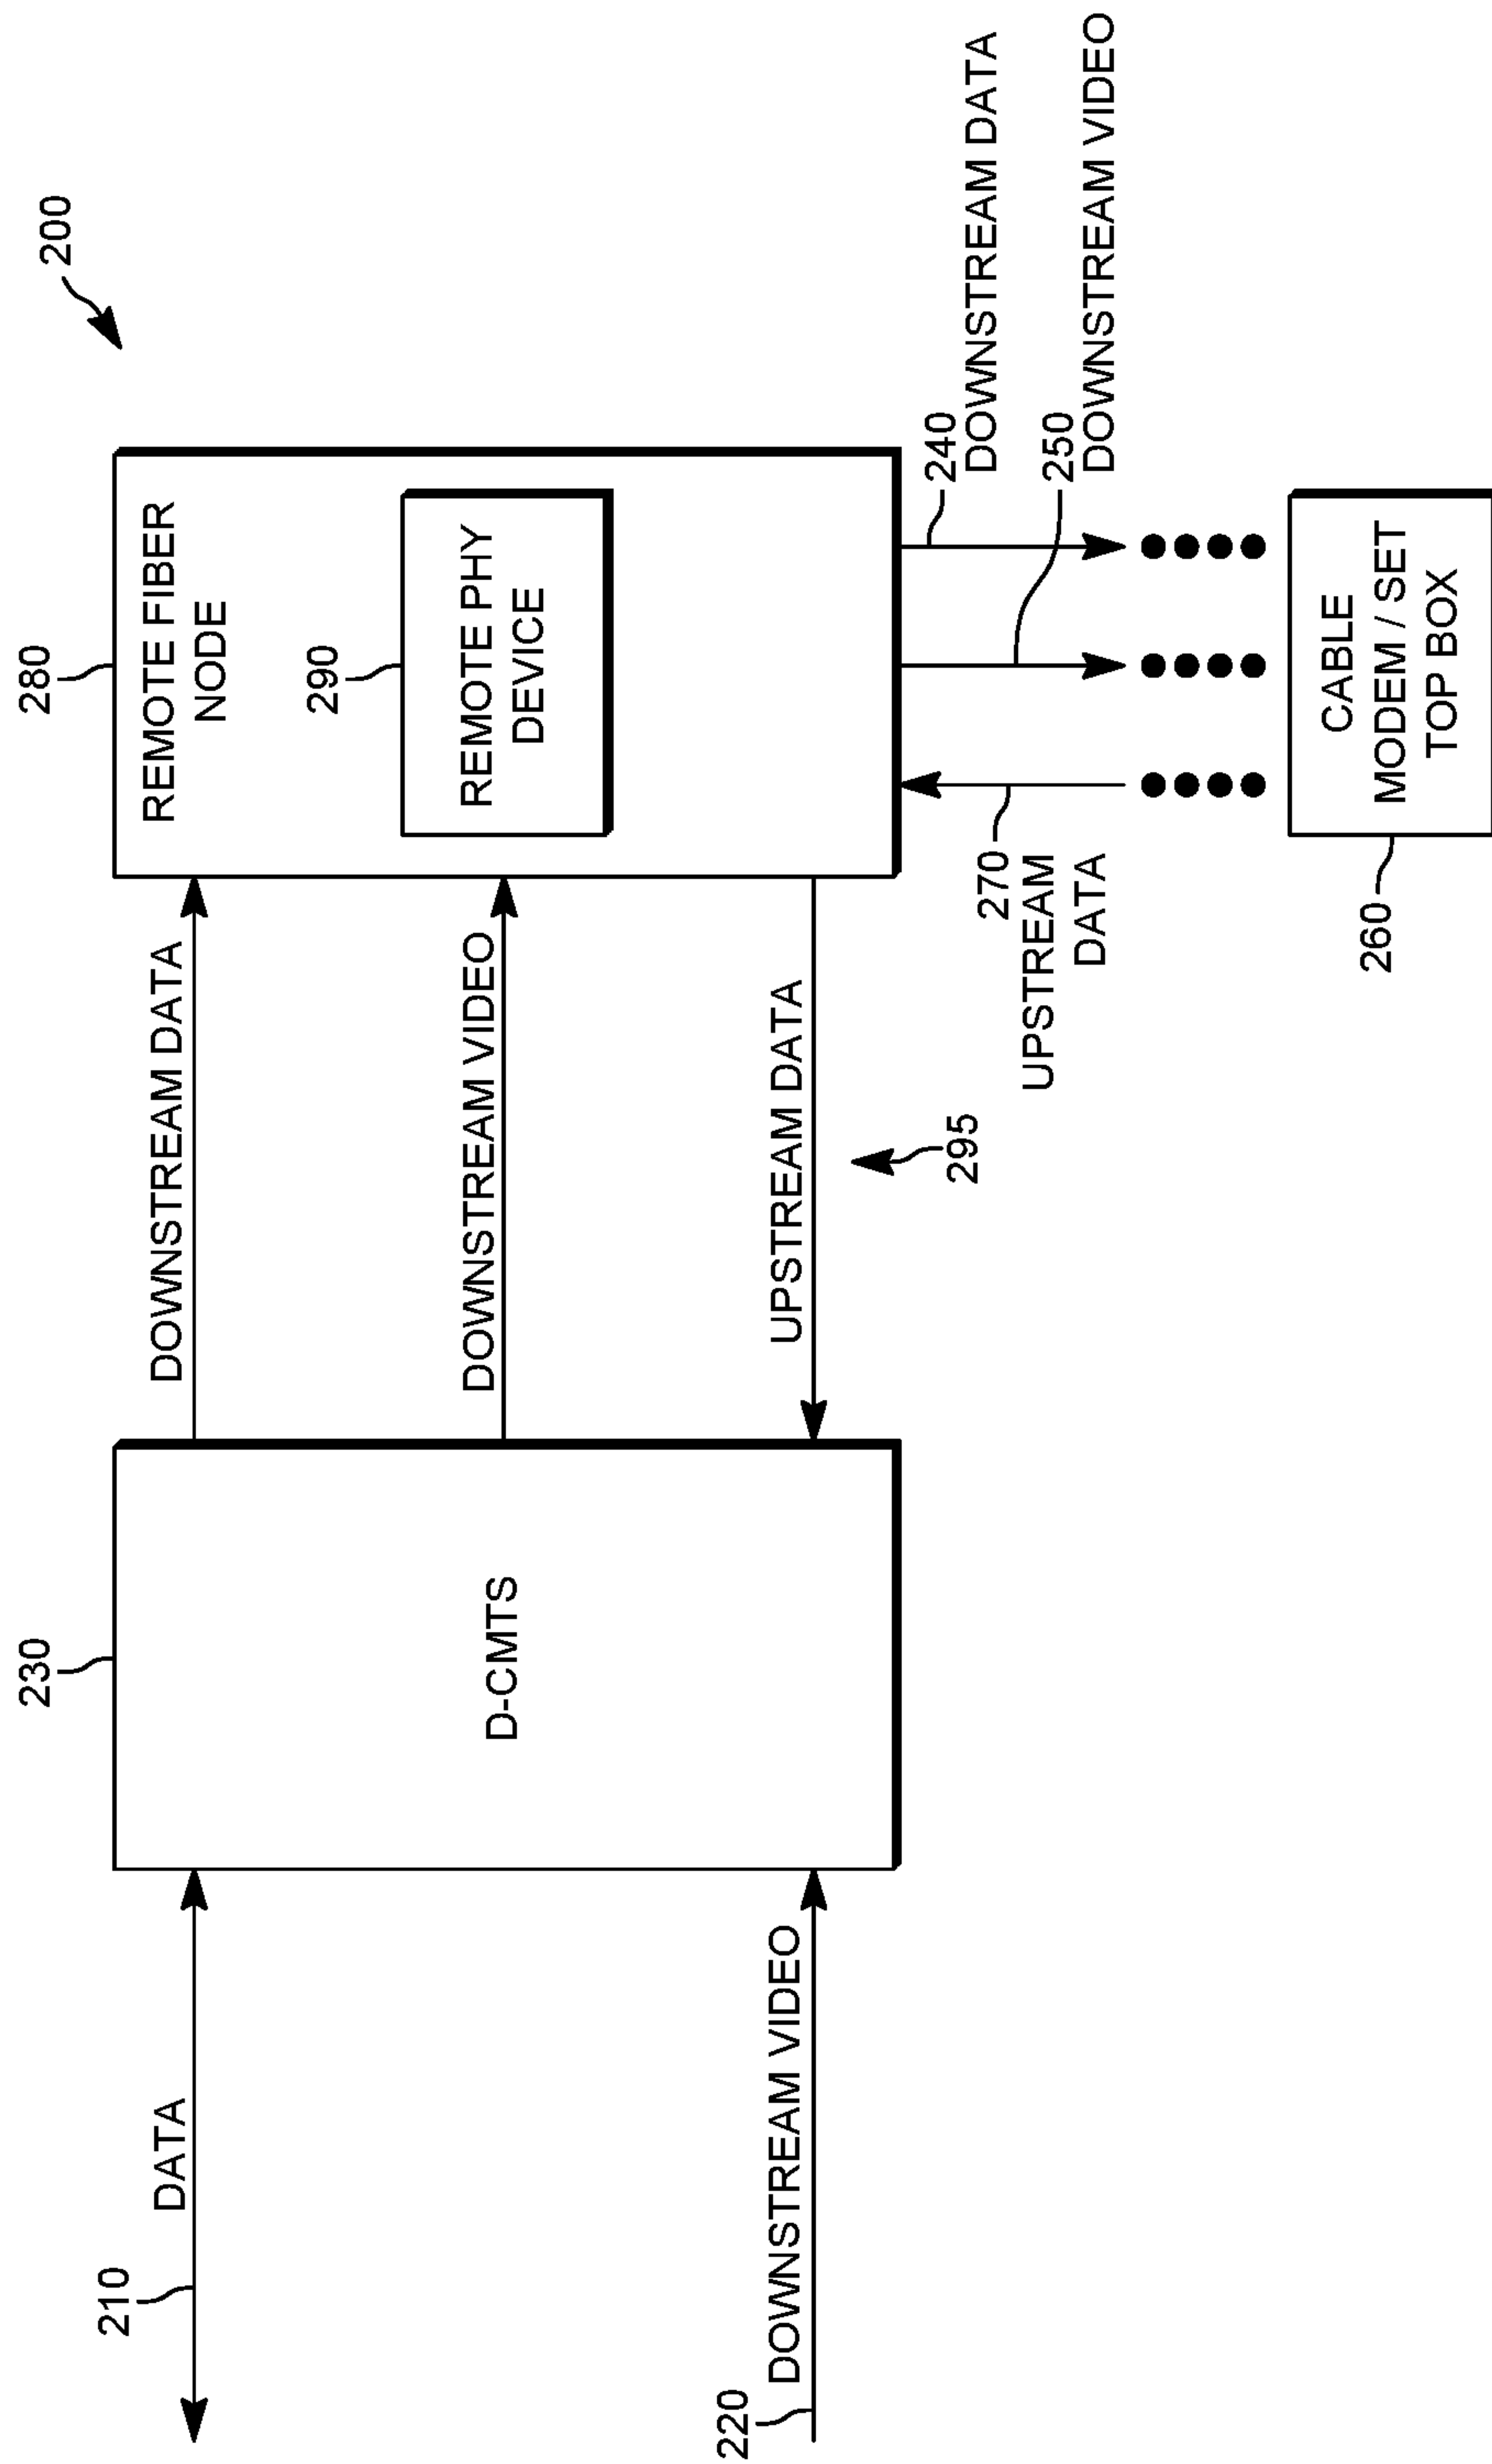 200
280
REMOTE FIBER
NODE
290
REMOTE PHY
DEVICE
230
D-CMTS
210
DATA
220
DOWNSTREAM VIDEO
DOWNSTREAM DATA
DOWNSTREAM VIDEO
UPSTREAM DATA
295
270
UPSTREAM
DATA
240
DOWNSTREAM DATA
250
DOWNSTREAM VIDEO
260
CABLE
MODEM / SET
TOP BOX